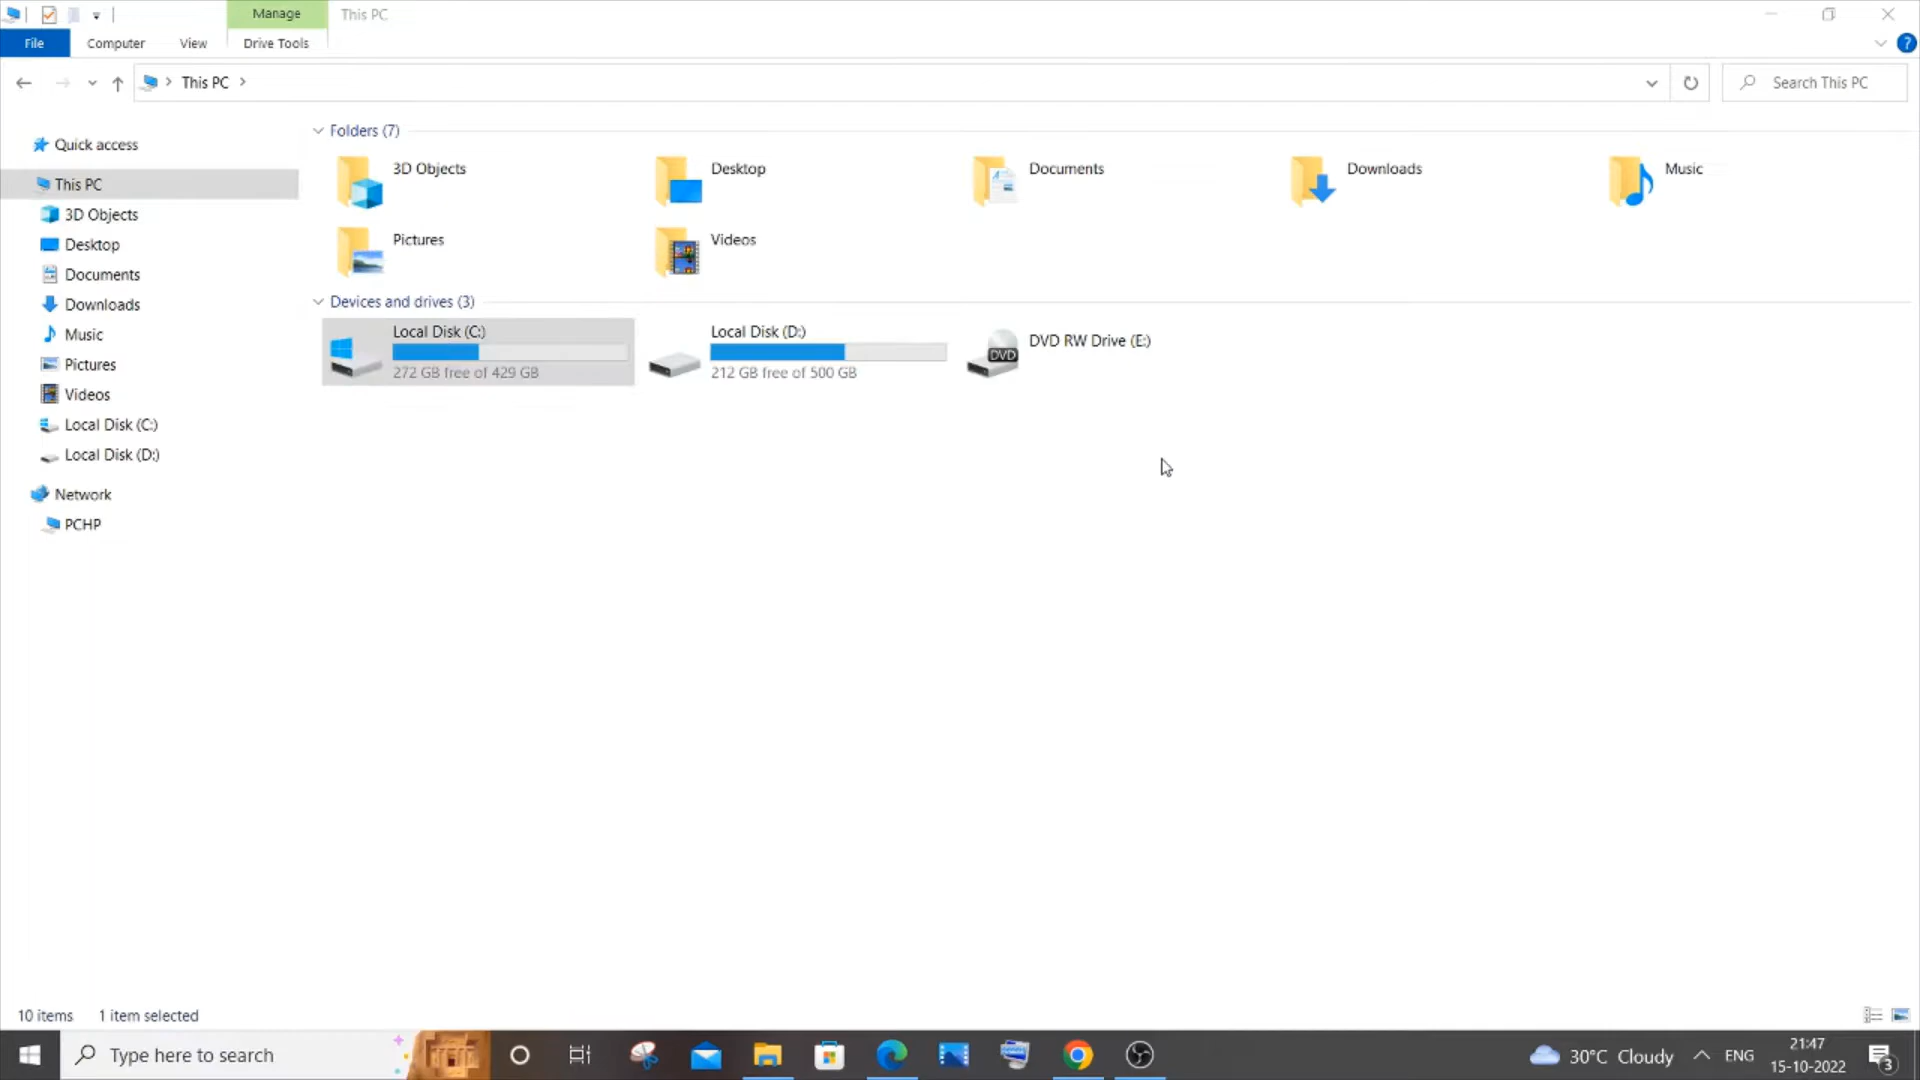 Manage This PC
File Computer View Drive Tools
This PC Search This PC
Quick access
This PC
3D Objects
Desktop
Documents
Downloads
Music
Pictures
Videos
Local Disk (C:)
Local Disk (D:)
Network
PCHP
Folders (7)
3D Objects Desktop Documents Downloads Music
Pictures Videos
Devices and drives (3)
Local Disk (C:)
272 GB free of 429 GB
Local Disk (D:)
212 GB free of 500 GB
DVD RW Drive (E:)
DVD
10 items 1 item selected
Type here to search
30°C Cloudy ENG
21:47
15-10-2022
3